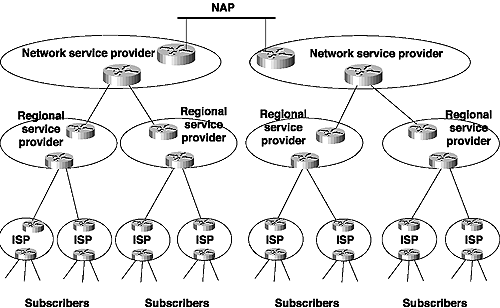 NAP
Network service provider
Network service provider
Regional
service
provider
Regional
service
provider
Regional
service
provider
Regional
service
provider
ISP
ISP
ISP
ISP
ISP
ISP
ISP
ISP
Subscribers
Subscribers
Subscribers
Subscribers